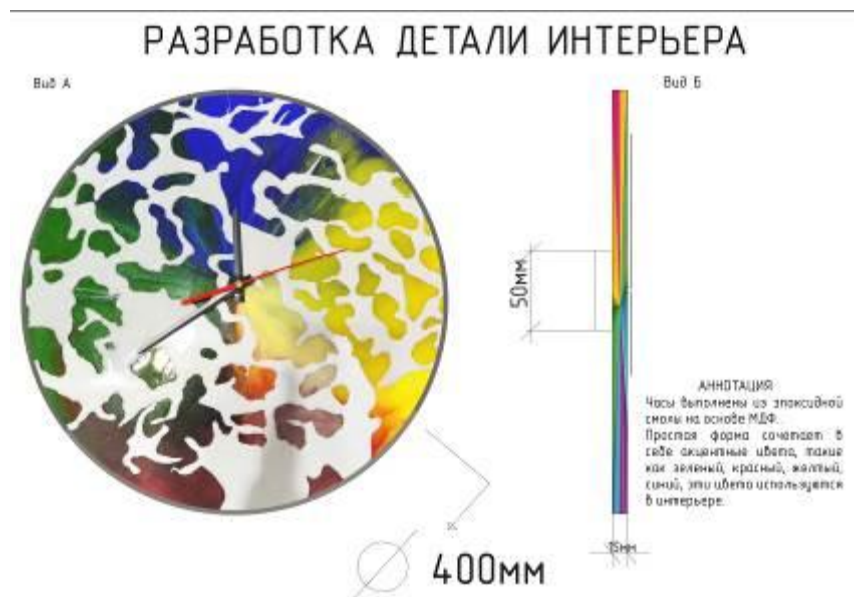 РАЗРАБОТКА ДЕТАЛИ ИНТЕРЬЕРА
Вид А
Вид Б
50мм
АННОТАЦИЯ
Часы выполнены из эпоксидной
смолы на основе МДФ.
Простая форма сочетает в
себе акцентные цвета, такие
как зеленый, красный, желтый,
синий, эти цвета используются
в интерьере.
15мм
400мм